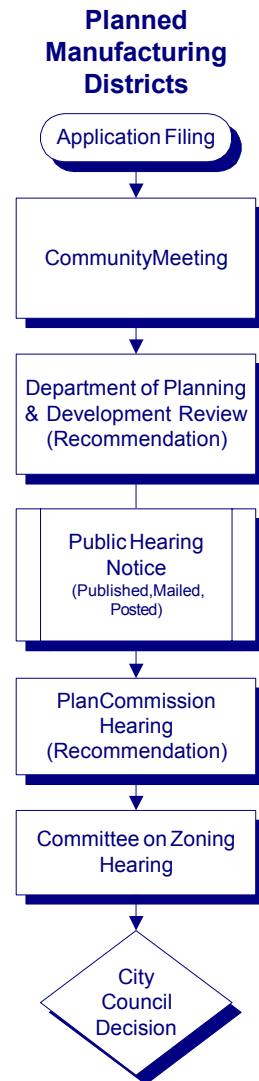 Planned
Manufacturing
Districts
Application Filing
CommunityMeeting
Department of Planning
& Development Review
(Recommendation)
Public Hearing
Notice
(Published,Mailed,
Posted)
PlanCommission
Hearing
(Recommendation)
Committee on Zoning
Hearing
City
Council
Decision